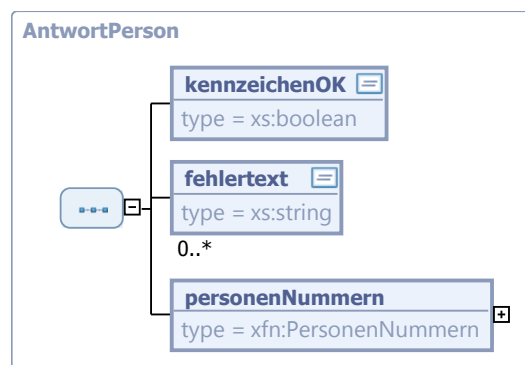 AntwortPerson
kennzeichenOK
type = xs:boolean
fehlertext
type = xs:string
0..*
personenNummern
type = xfn:PersonenNummern